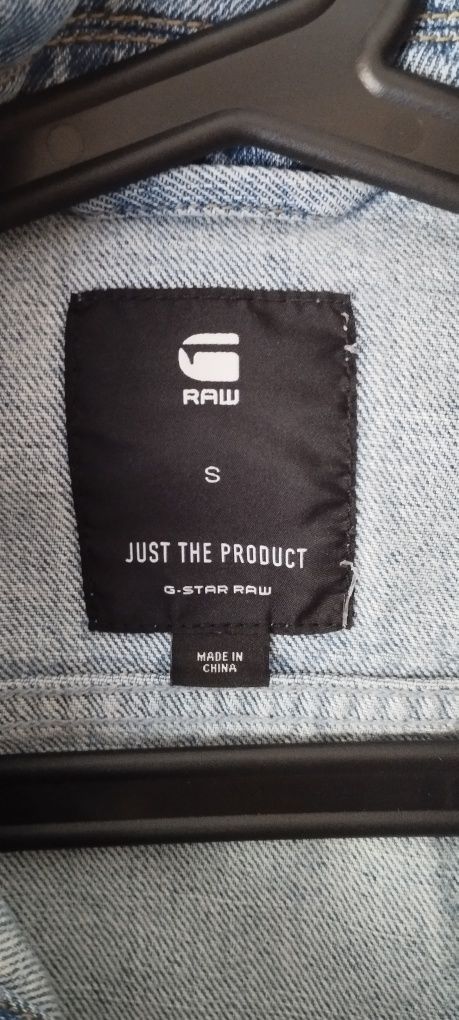 RAW
S
JUST THE PRODUCT
G-STAR RAW
MADE IN
CHINA